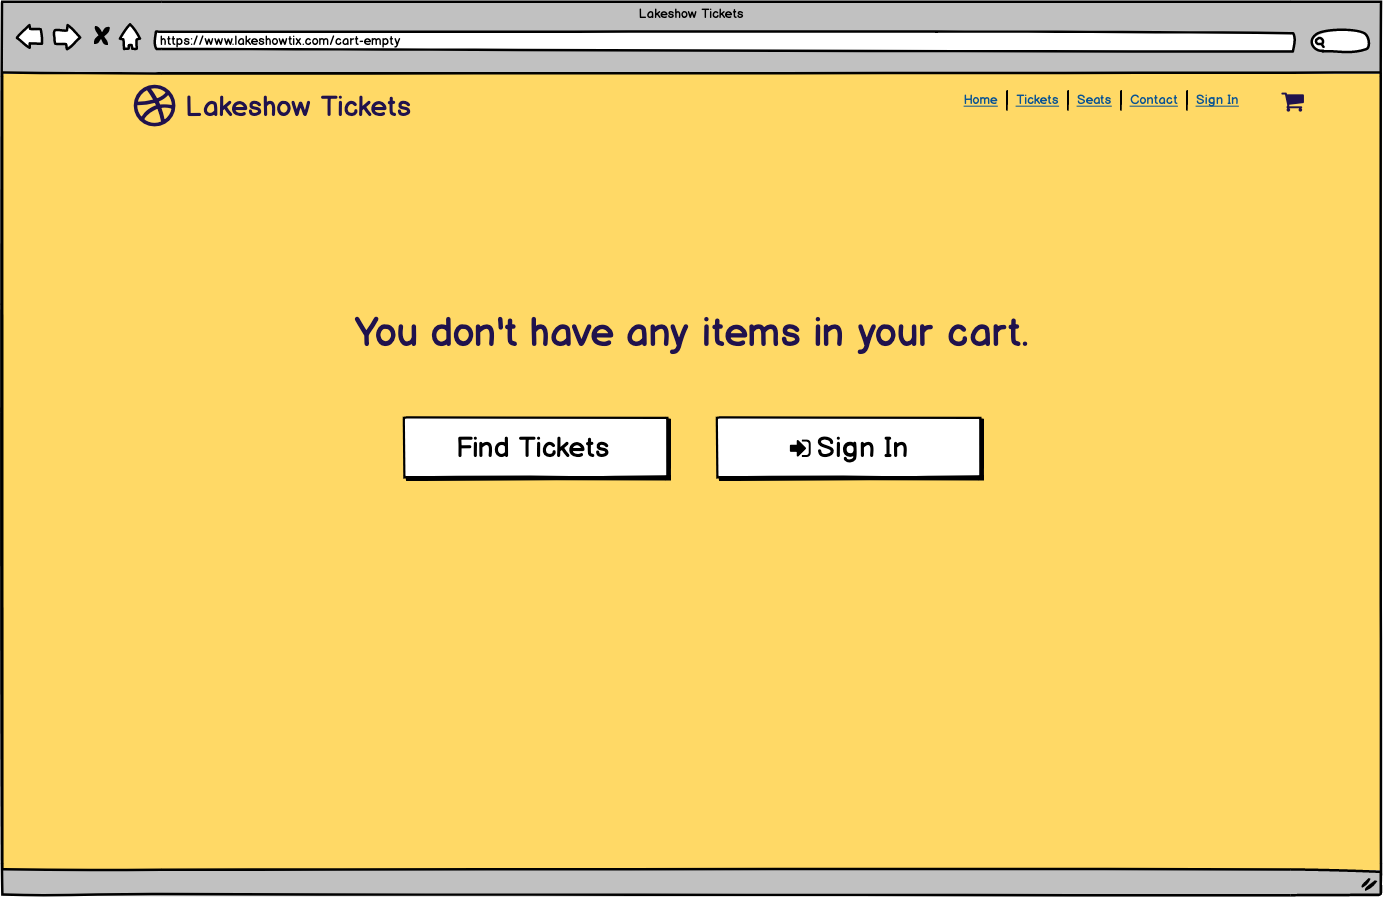 Lakeshow Tickets
https://www.lakeshowtix.com/cart-empty
Lakeshow Tickets
Home Tickets Seats Contact Sign In
You don't have any items in your cart.
Find Tickets
Sign In